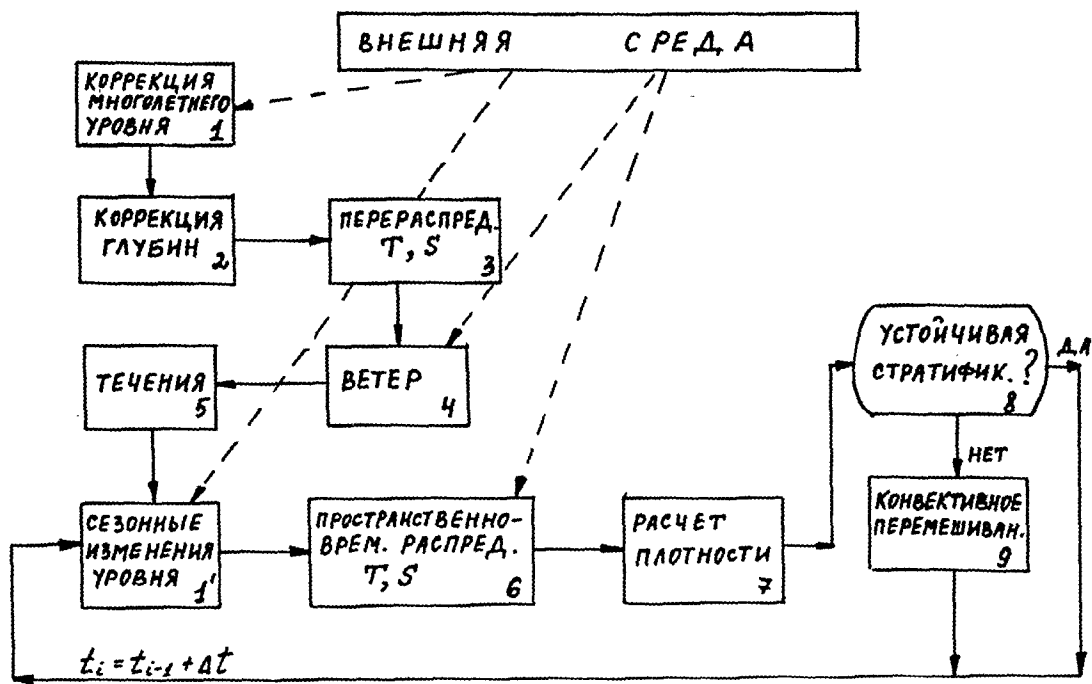 ВНЕШНЯЯ СРЕДА
КОРРЕКЦИЯ
МНОГОЛЕТНЕГО
УРОВНЯ 1
КОРРЕКЦИЯ
ГЛУБИН 2
ПЕРЕРАСПРЕД.
T, S 3
ТЕЧЕНИЯ
5
ВЕТЕР
4
СЕЗОННЫЕ
ИЗМЕНЕНИЯ
УРОВНЯ 1'
ПРОСТРАНСТВЕННО-
ВРЕМ. РАСПРЕД.
T, S 6
РАСЧЕТ
ПЛОТНОСТИ
7
УСТОЙЧИВАЯ
СТРАТИФИК.?
8
ДА
НЕТ
КОНВЕКТИВНОЕ
ПЕРЕМЕШИВАН.
9
ti = ti-1 + Δt